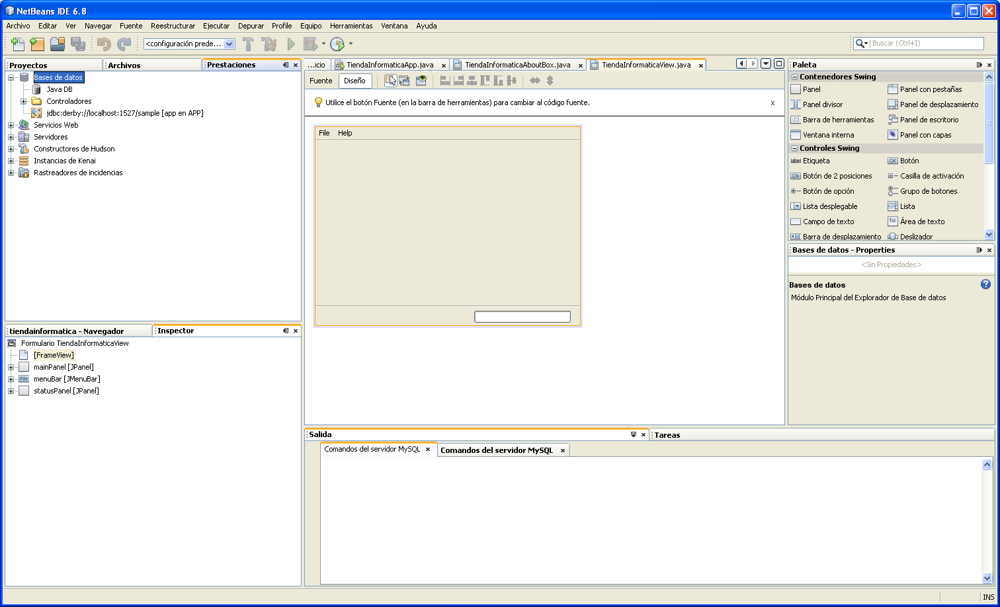 NetBeans IDE 6.8
Archivo Editar Ver Navegar Fuente Reestructurar Ejecutar Depurar Profile Equipo Herramientas Ventana Ayuda
<configuración prede...
Buscar (Ctrl+I)
Proyectos
Archivos
Prestaciones
Bases de datos
Java DB
Controladores
jdbc:derby://localhost:1527/sample [app en APP]
Servicios Web
Servidores
Constructores de Hudson
Instancias de Kenai
Rastreadores de incidencias
tiendainformatica - Navegador
Inspector
Formulario TiendaInformaticaView
[FrameView]
mainPanel [JPanel]
File
menuBar [JMenuBar]
statusPanel [JPanel]
...icio
TiendaInformaticaApp.java
TiendaInformaticaAboutBox.java
TiendaInformaticaView.java
Fuente
Diseño
Utilice el botón Fuente (en la barra de herramientas) para cambiar al código fuente.
x
File Help
Salida
Tareas
Comandos del servidor MySQL
Comandos del servidor MySQL
Paleta
Contenedores Swing
Panel
Panel con pestañas
Panel divisor
Panel de desplazamiento
Barra de herramientas
Panel de escritorio
Ventana interna
Panel con capas
Controles Swing
label Etiqueta
OK Botón
ON Botón de 2 posiciones
Casilla de activación
Botón de opción
Grupo de botones
Lista desplegable
Lista
Campo de texto
tx Área de texto
Barra de desplazamiento
Deslizador
Bases de datos - Properties
<Sin Propiedades>
Bases de datos
?
Módulo Principal del Explorador de Base de datos
INS